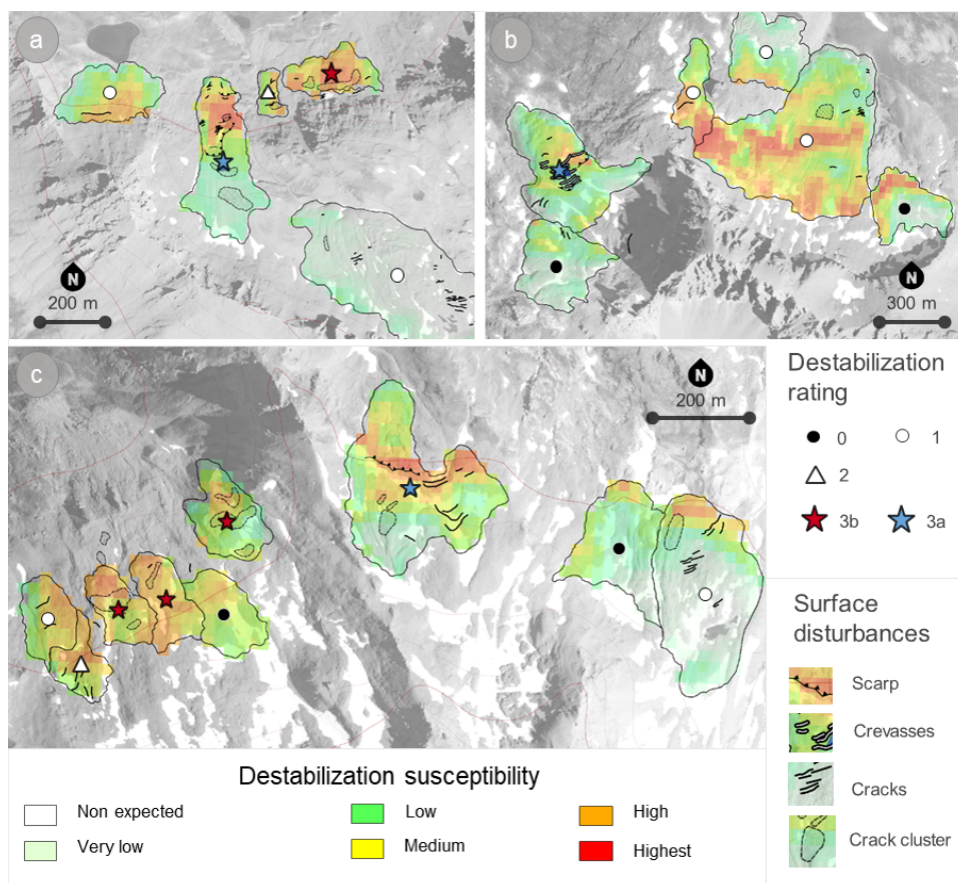 a
b
N
200 m
N
300 m
c
N
200 m
Destabilization
rating
0
1
2
3b
3a
Surface
disturbances
Scarp
Crevasses
Cracks
Crack cluster
Destabilization susceptibility
Non expected
Low
High
Very low
Medium
Highest